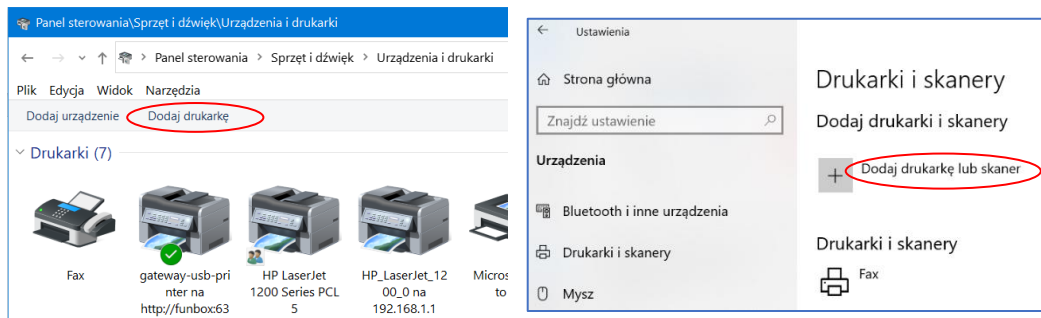 Panel sterowania\Sprzęt i dźwięk\Urządzenia i drukarki
Panel sterowania > Sprzęt i dźwięk > Urządzenia i drukarki
Plik Edycja Widok Narzędzia
Dodaj urządzenie Dodaj drukarkę
Drukarki (7)
Fax
gateway-usb-pri
nter na
http://funbox:63
HP LaserJet
1200 Series PCL
5
HP_LaserJet_12
00_0 na
192.168.1.1
Micros
to
Ustawienia
Strona główna
Znajdź ustawienie
Urządzenia
Bluetooth i inne urządzenia
Drukarki i skanery
Mysz
Drukarki i skanery
Dodaj drukarki i skanery
Dodaj drukarkę lub skaner
Drukarki i skanery
Fax